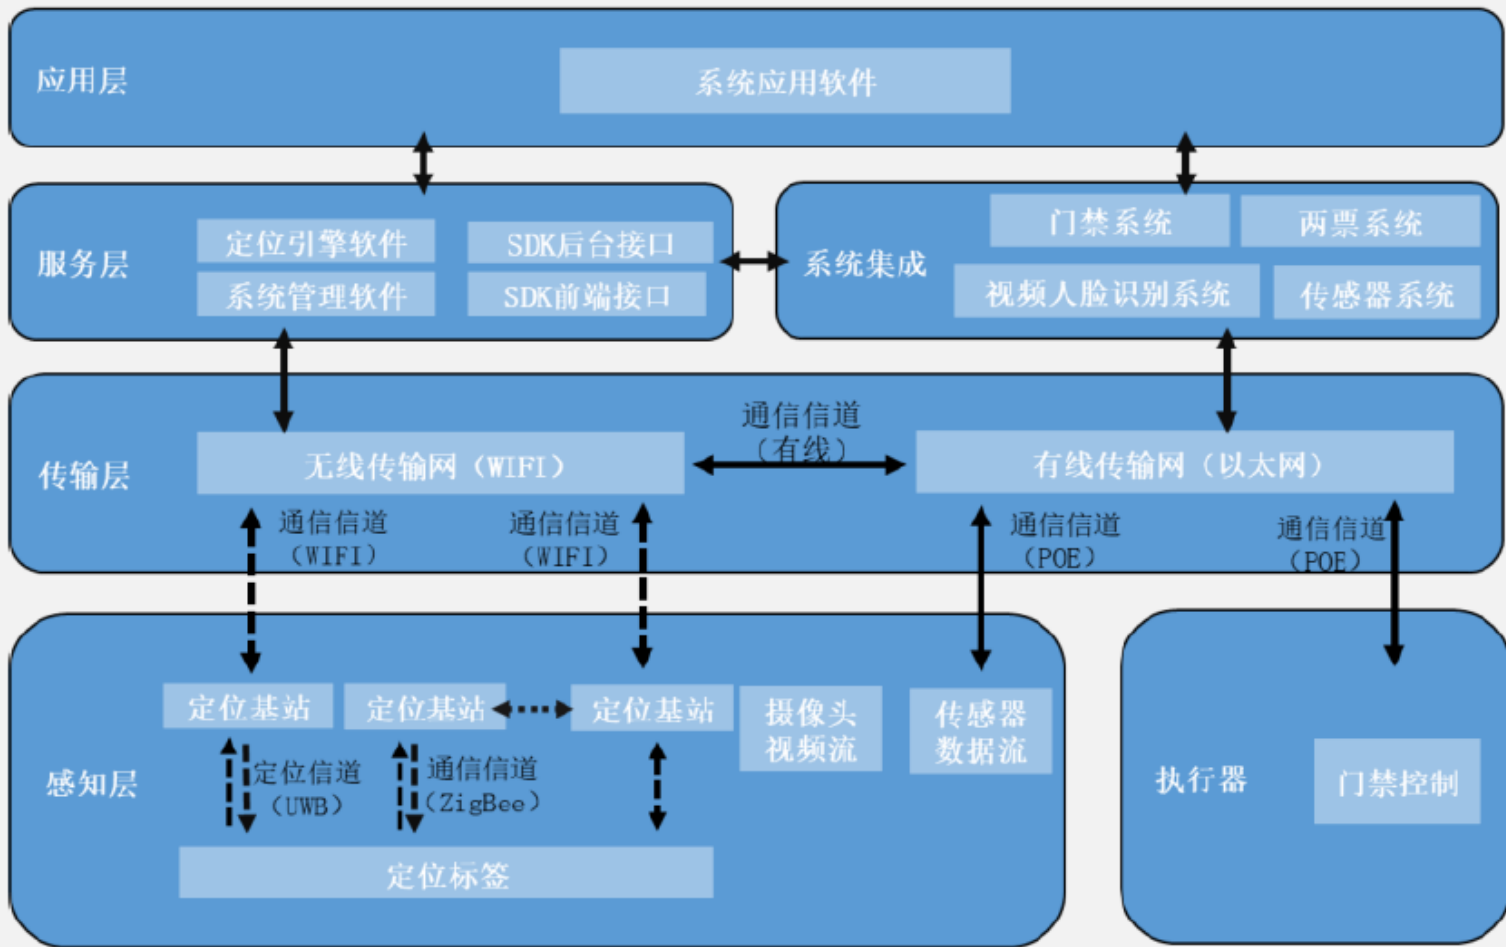 应用层
系统应用软件
服务层
定位引擎软件
SDK后台接口
系统管理软件
SDK前端接口
系统集成
门禁系统
两票系统
视频人脸识别系统
传感器系统
传输层
无线传输网（WIFI）
通信信道
（有线）
有线传输网（以太网）
通信信道
（WIFI）
通信信道
（WIFI）
通信信道
（POE）
通信信道
（POE）
感知层
定位基站
定位基站
定位基站
摄像头
视频流
传感器
数据流
定位信道
（UWB）
通信信道
（ZigBee）
定位标签
执行器
门禁控制